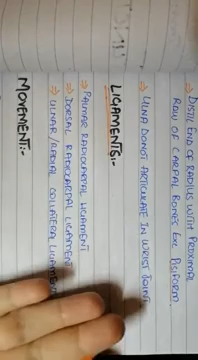 ⇒ DISTIL END OF RADIUS WITH PROXIMAL
ROW OF CARPAL BONES EX PISIFORM.
⇒ ULNA DONOT ARTICULATE IN WRIST JOINT
LIGAMENTS:-
⇒ PALMAR RADIOCARPAL LIGAMENT
⇒ DORSAL RADIOCARPAL LIGAMENT
⇒ ULNAR / RADIAL COLLATERAL LIGAMENT
MOVEMENT:-